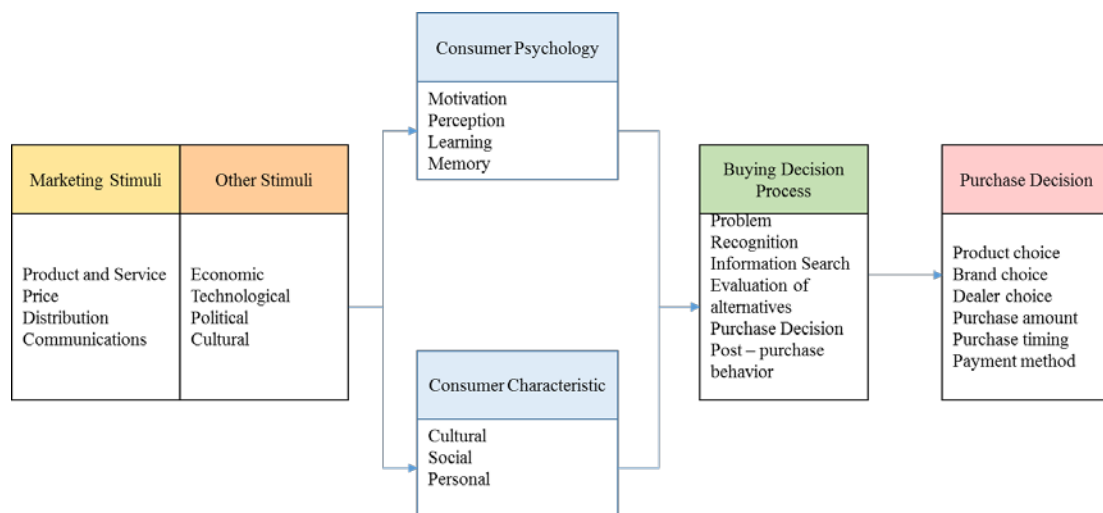 Marketing Stimuli
Product and Service
Price
Distribution
Communications
Other Stimuli
Economic
Technological
Political
Cultural
Consumer Psychology
Motivation
Perception
Learning
Memory
Consumer Characteristic
Cultural
Social
Personal
Buying Decision
Process
Problem
Recognition
Information Search
Evaluation of
alternatives
Purchase Decision
Post – purchase
behavior
Purchase Decision
Product choice
Brand choice
Dealer choice
Purchase amount
Purchase timing
Payment method